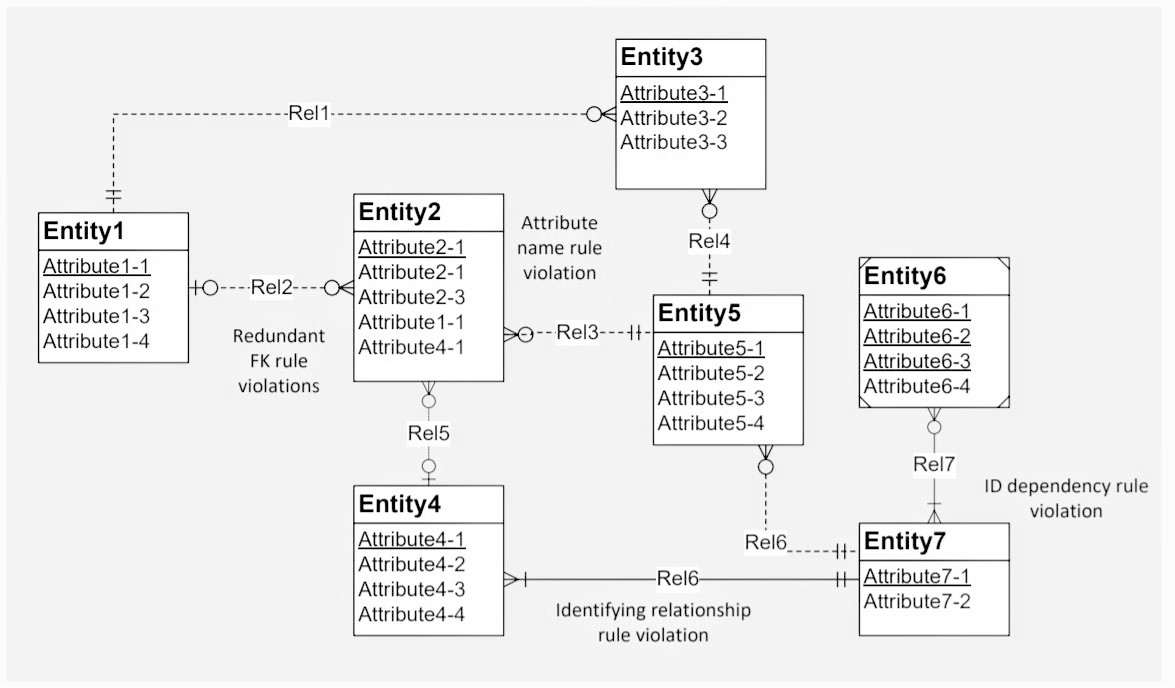 Entity3
Attribute3-1
Attribute3-2
Attribute3-3
Rel1
Entity1
Attribute1-1
Attribute1-2
Attribute1-3
Attribute1-4
Rel2
Redundant
FK rule
violations
Entity2
Attribute2-1
Attribute2-1
Attribute2-3
Attribute1-1
Attribute4-1
Attribute
name rule
violation
Rel4
Rel3
Entity5
Attribute5-1
Attribute5-2
Attribute5-3
Attribute5-4
Entity6
Attribute6-1
Attribute6-2
Attribute6-3
Attribute6-4
Rel5
Rel7
ID dependency rule
violation
Entity4
Attribute4-1
Attribute4-2
Attribute4-3
Attribute4-4
Rel6
Rel6
Identifying relationship
rule violation
Entity7
Attribute7-1
Attribute7-2